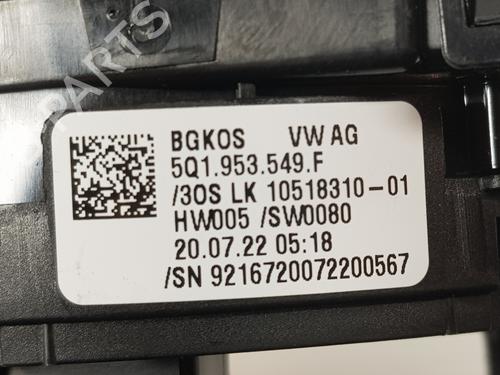 PARTS
BGKOS VW AG
5Q1.953.549.F
/30S LK 10518310-01
HW005 /SW0080
20.07.22 05:18
/SN 9216720072200567